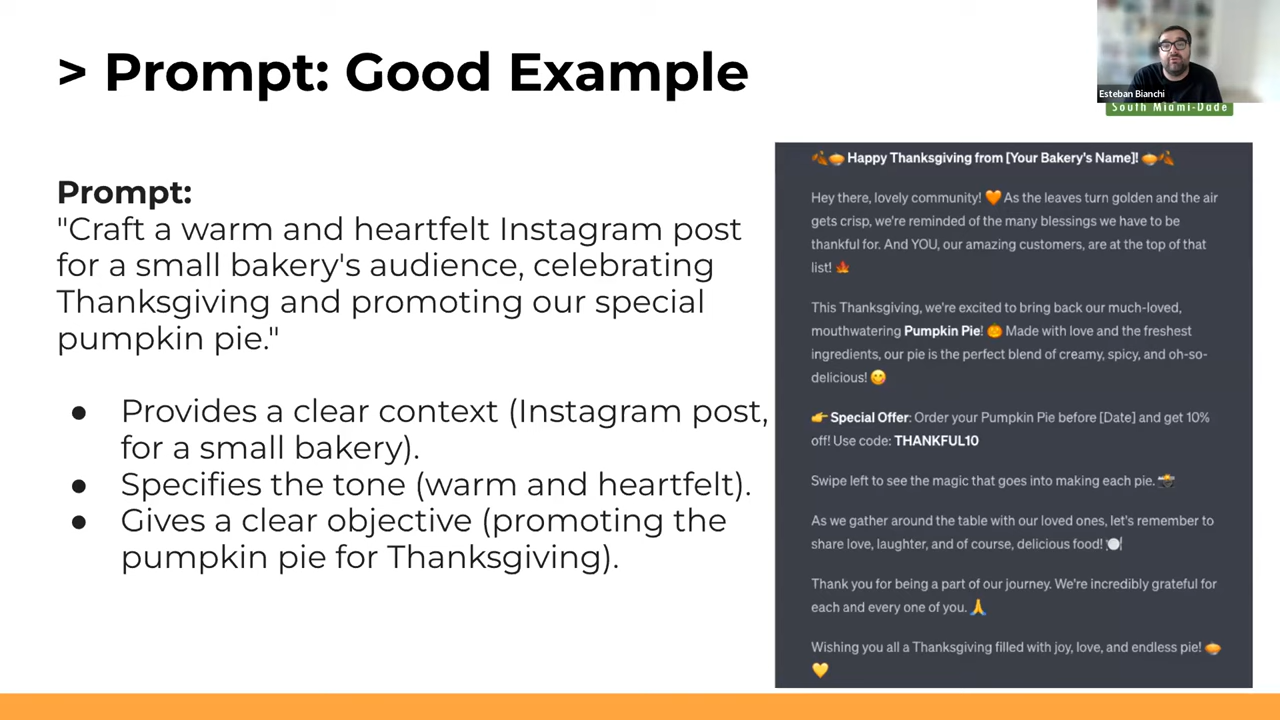 > Prompt: Good Example
Esteban Bianchi
South Miami-Dade
Prompt:
"Craft a warm and heartfelt Instagram post
for a small bakery's audience, celebrating
Thanksgiving and promoting our special
pumpkin pie."
● Provides a clear context (Instagram post,
for a small bakery).
● Specifies the tone (warm and heartfelt).
● Gives a clear objective (promoting the
pumpkin pie for Thanksgiving).
🍂🥧 Happy Thanksgiving from [Your Bakery's Name]! 🥧🍂
Hey there, lovely community! 🧡 As the leaves turn golden and the air
gets crisp, we're reminded of the many blessings we have to be
thankful for. And YOU, our amazing customers, are at the top of that
list! 🍁
This Thanksgiving, we're excited to bring back our much-loved,
mouthwatering Pumpkin Pie! 🎃 Made with love and the freshest
ingredients, our pie is the perfect blend of creamy, spicy, and oh-so-
delicious! 😋
👉 Special Offer: Order your Pumpkin Pie before [Date] and get 10%
off! Use code: THANKFUL10
Swipe left to see the magic that goes into making each pie. 📸
As we gather around the table with our loved ones, let's remember to
share love, laughter, and of course, delicious food! 🍽️
Thank you for being a part of our journey. We're incredibly grateful for
each and every one of you. 🙏
Wishing you all a Thanksgiving filled with joy, love, and endless pie! 🥧
💛